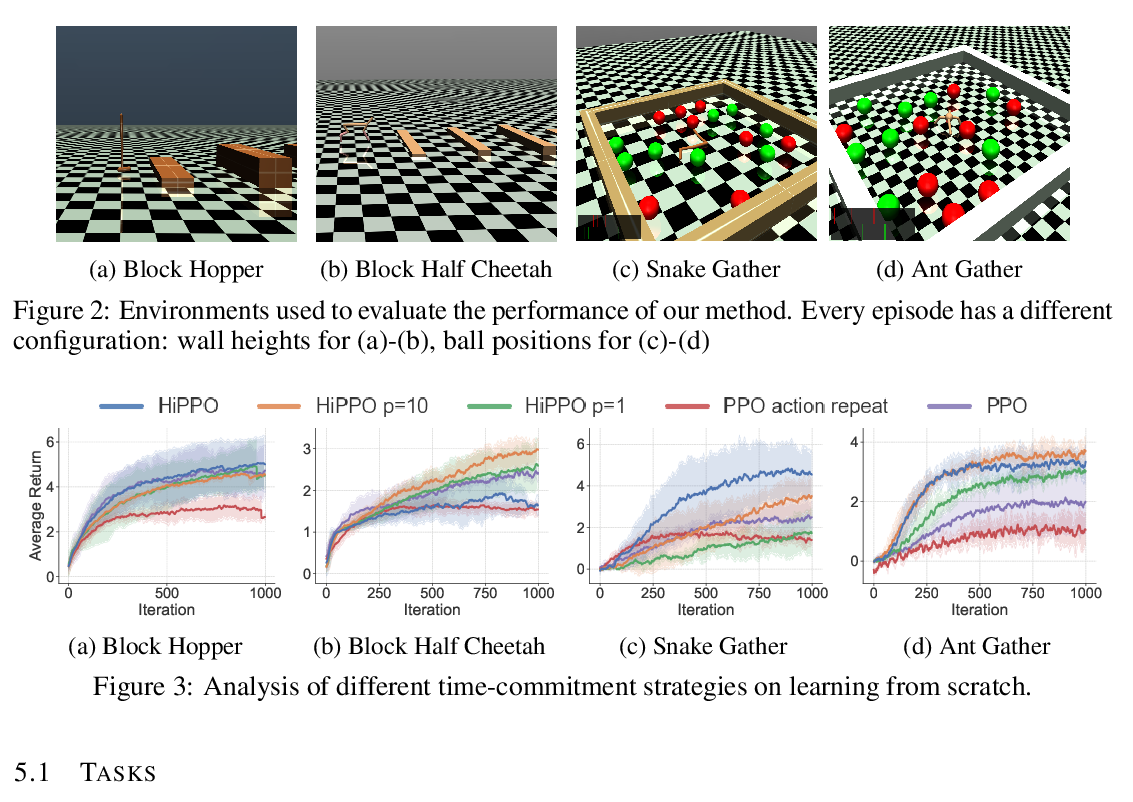 (a) Block Hopper (b) Block Half Cheetah (c) Snake Gather (d) Ant Gather
Figure 2: Environments used to evaluate the performance of our method. Every episode has a different
configuration: wall heights for (a)-(b), ball positions for (c)-(d)
HiPPO HiPPO p=10 HiPPO p=1 PPO action repeat PPO
Average Return
6
4
2
0
0 500 1000
Iteration
3
2
1
0
0 250 500 750 1000
Iteration
6
4
2
0
0 250 500 750 1000
Iteration
4
2
0
0 250 500 750 1000
Iteration
(a) Block Hopper (b) Block Half Cheetah (c) Snake Gather (d) Ant Gather
Figure 3: Analysis of different time-commitment strategies on learning from scratch.
5.1 TASKS